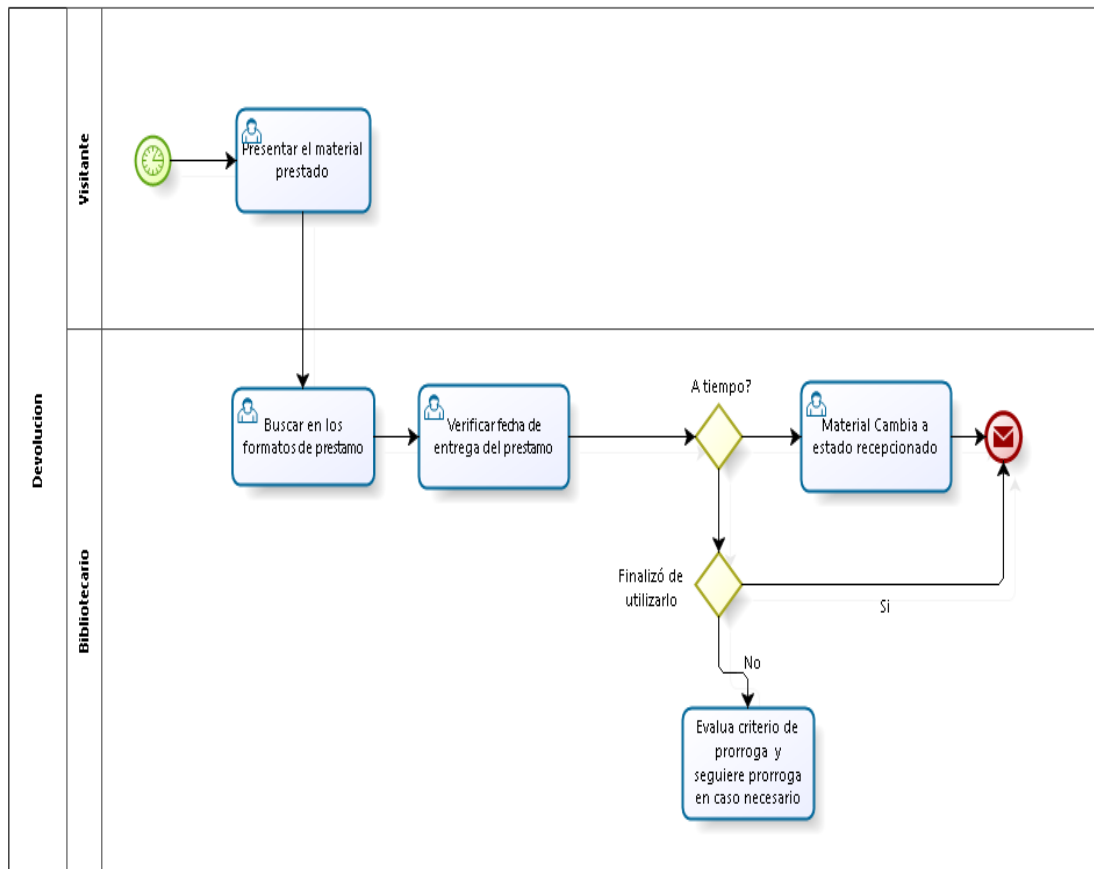 Devolucion
Visitante
Presentar el material
prestado
Bibliotecario
Buscar en los
formatos de prestamo
Verificar fecha de
entrega del prestamo
A tiempo?
Material Cambia a
estado recepcionado
Finalizó de
utilizarlo
Si
No
Evalua criterio de
prorroga y
seguiere prorroga
en caso necesario